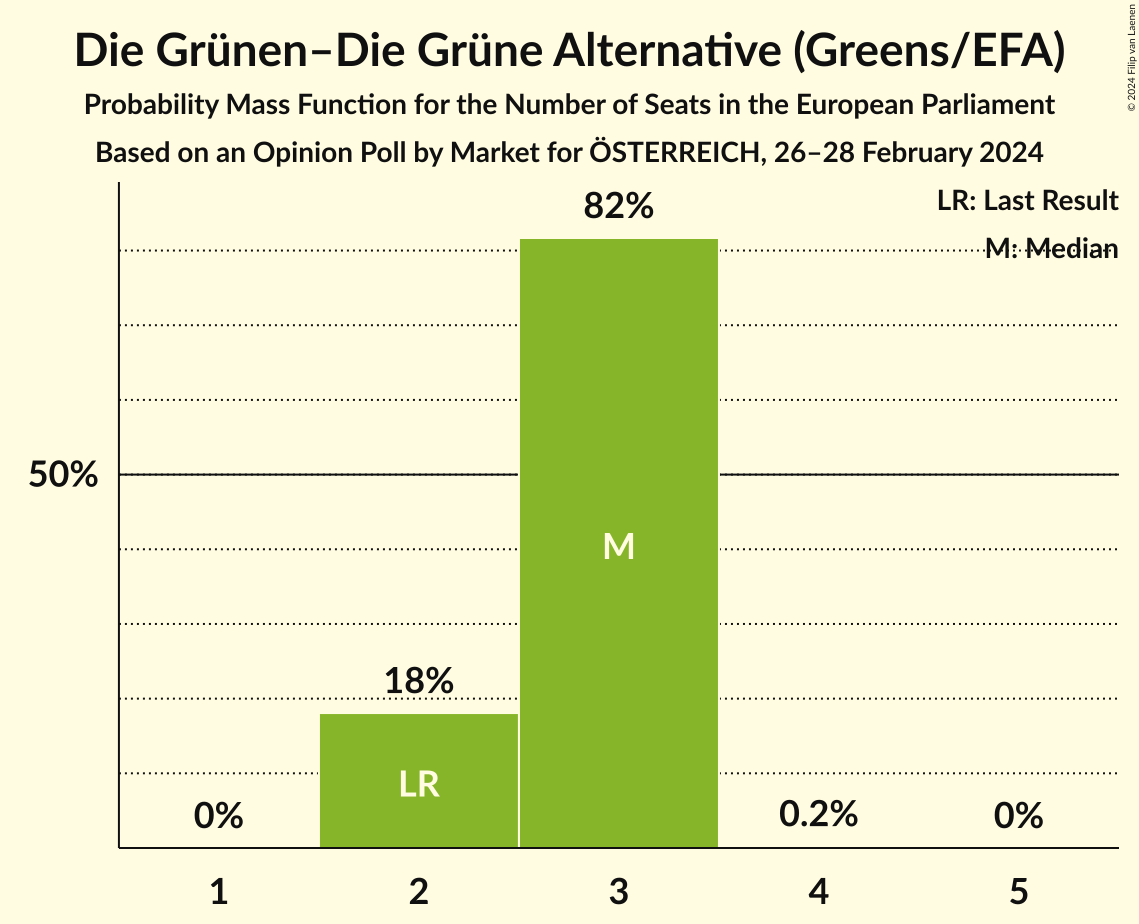 Die Grünen–Die Grüne Alternative (Greens/EFA)
Probability Mass Function for the Number of Seats in the European Parliament
Based on an Opinion Poll by Market for ÖSTERREICH, 26–28 February 2024
© 2024 Filip van Laenen
LR: Last Result
M: Median
82%
50%
M
18%
LR
0%
0.2%
0%
1 2 3 4 5